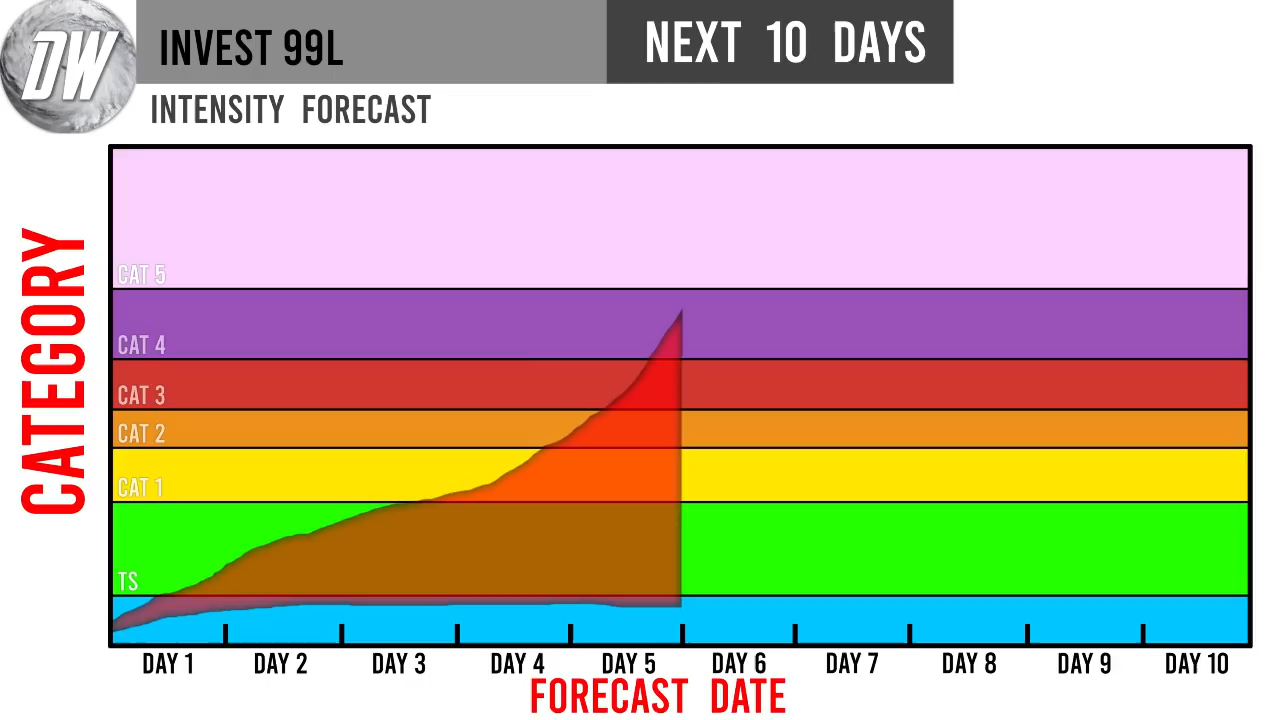 DW
INVEST 99L
NEXT 10 DAYS
INTENSITY FORECAST
CATEGORY
CAT 5
CAT 4
CAT 3
CAT 2
CAT 1
TS
DAY 1 DAY 2 DAY 3 DAY 4 DAY 5 DAY 6 DAY 7 DAY 8 DAY 9 DAY 10
FORECAST DATE